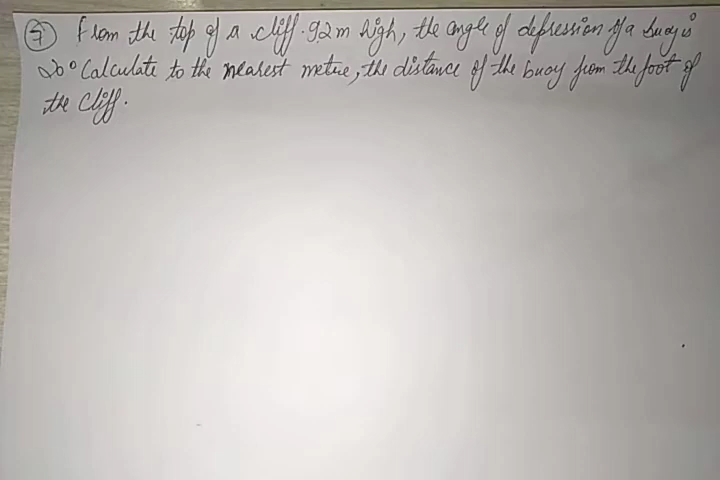 7 From the top of a cliff. 92m high, the angle of depression of a buoy is
20° Calculate to the nearest metre, the distance of the buoy from the foot of
the Cliff.